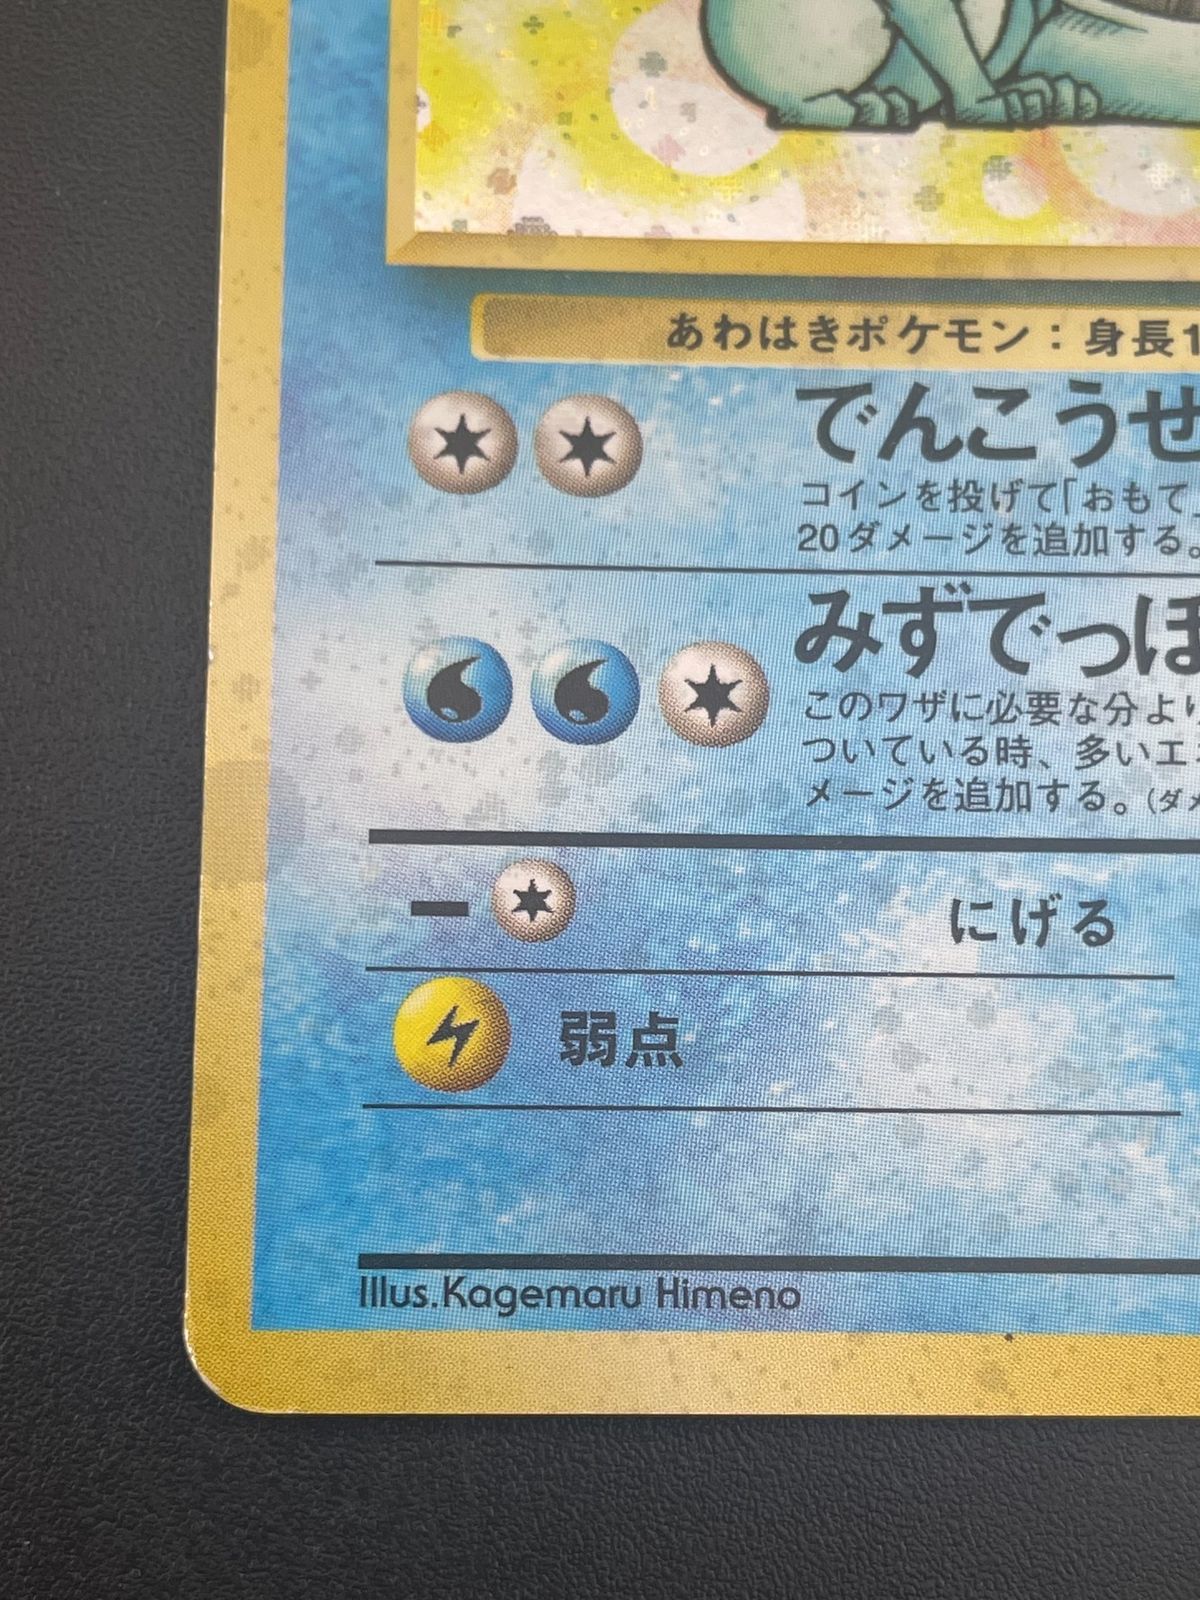 あわはきポケモン：身長1
でんこうせ
コインを投げて「おもて」
20ダメージを追加する。
みずでっぽ
このワザに必要な分より
ついている時、多いエネ
メージを追加する。（ダメ
− にげる
弱点
Illus.Kagemaru Himeno